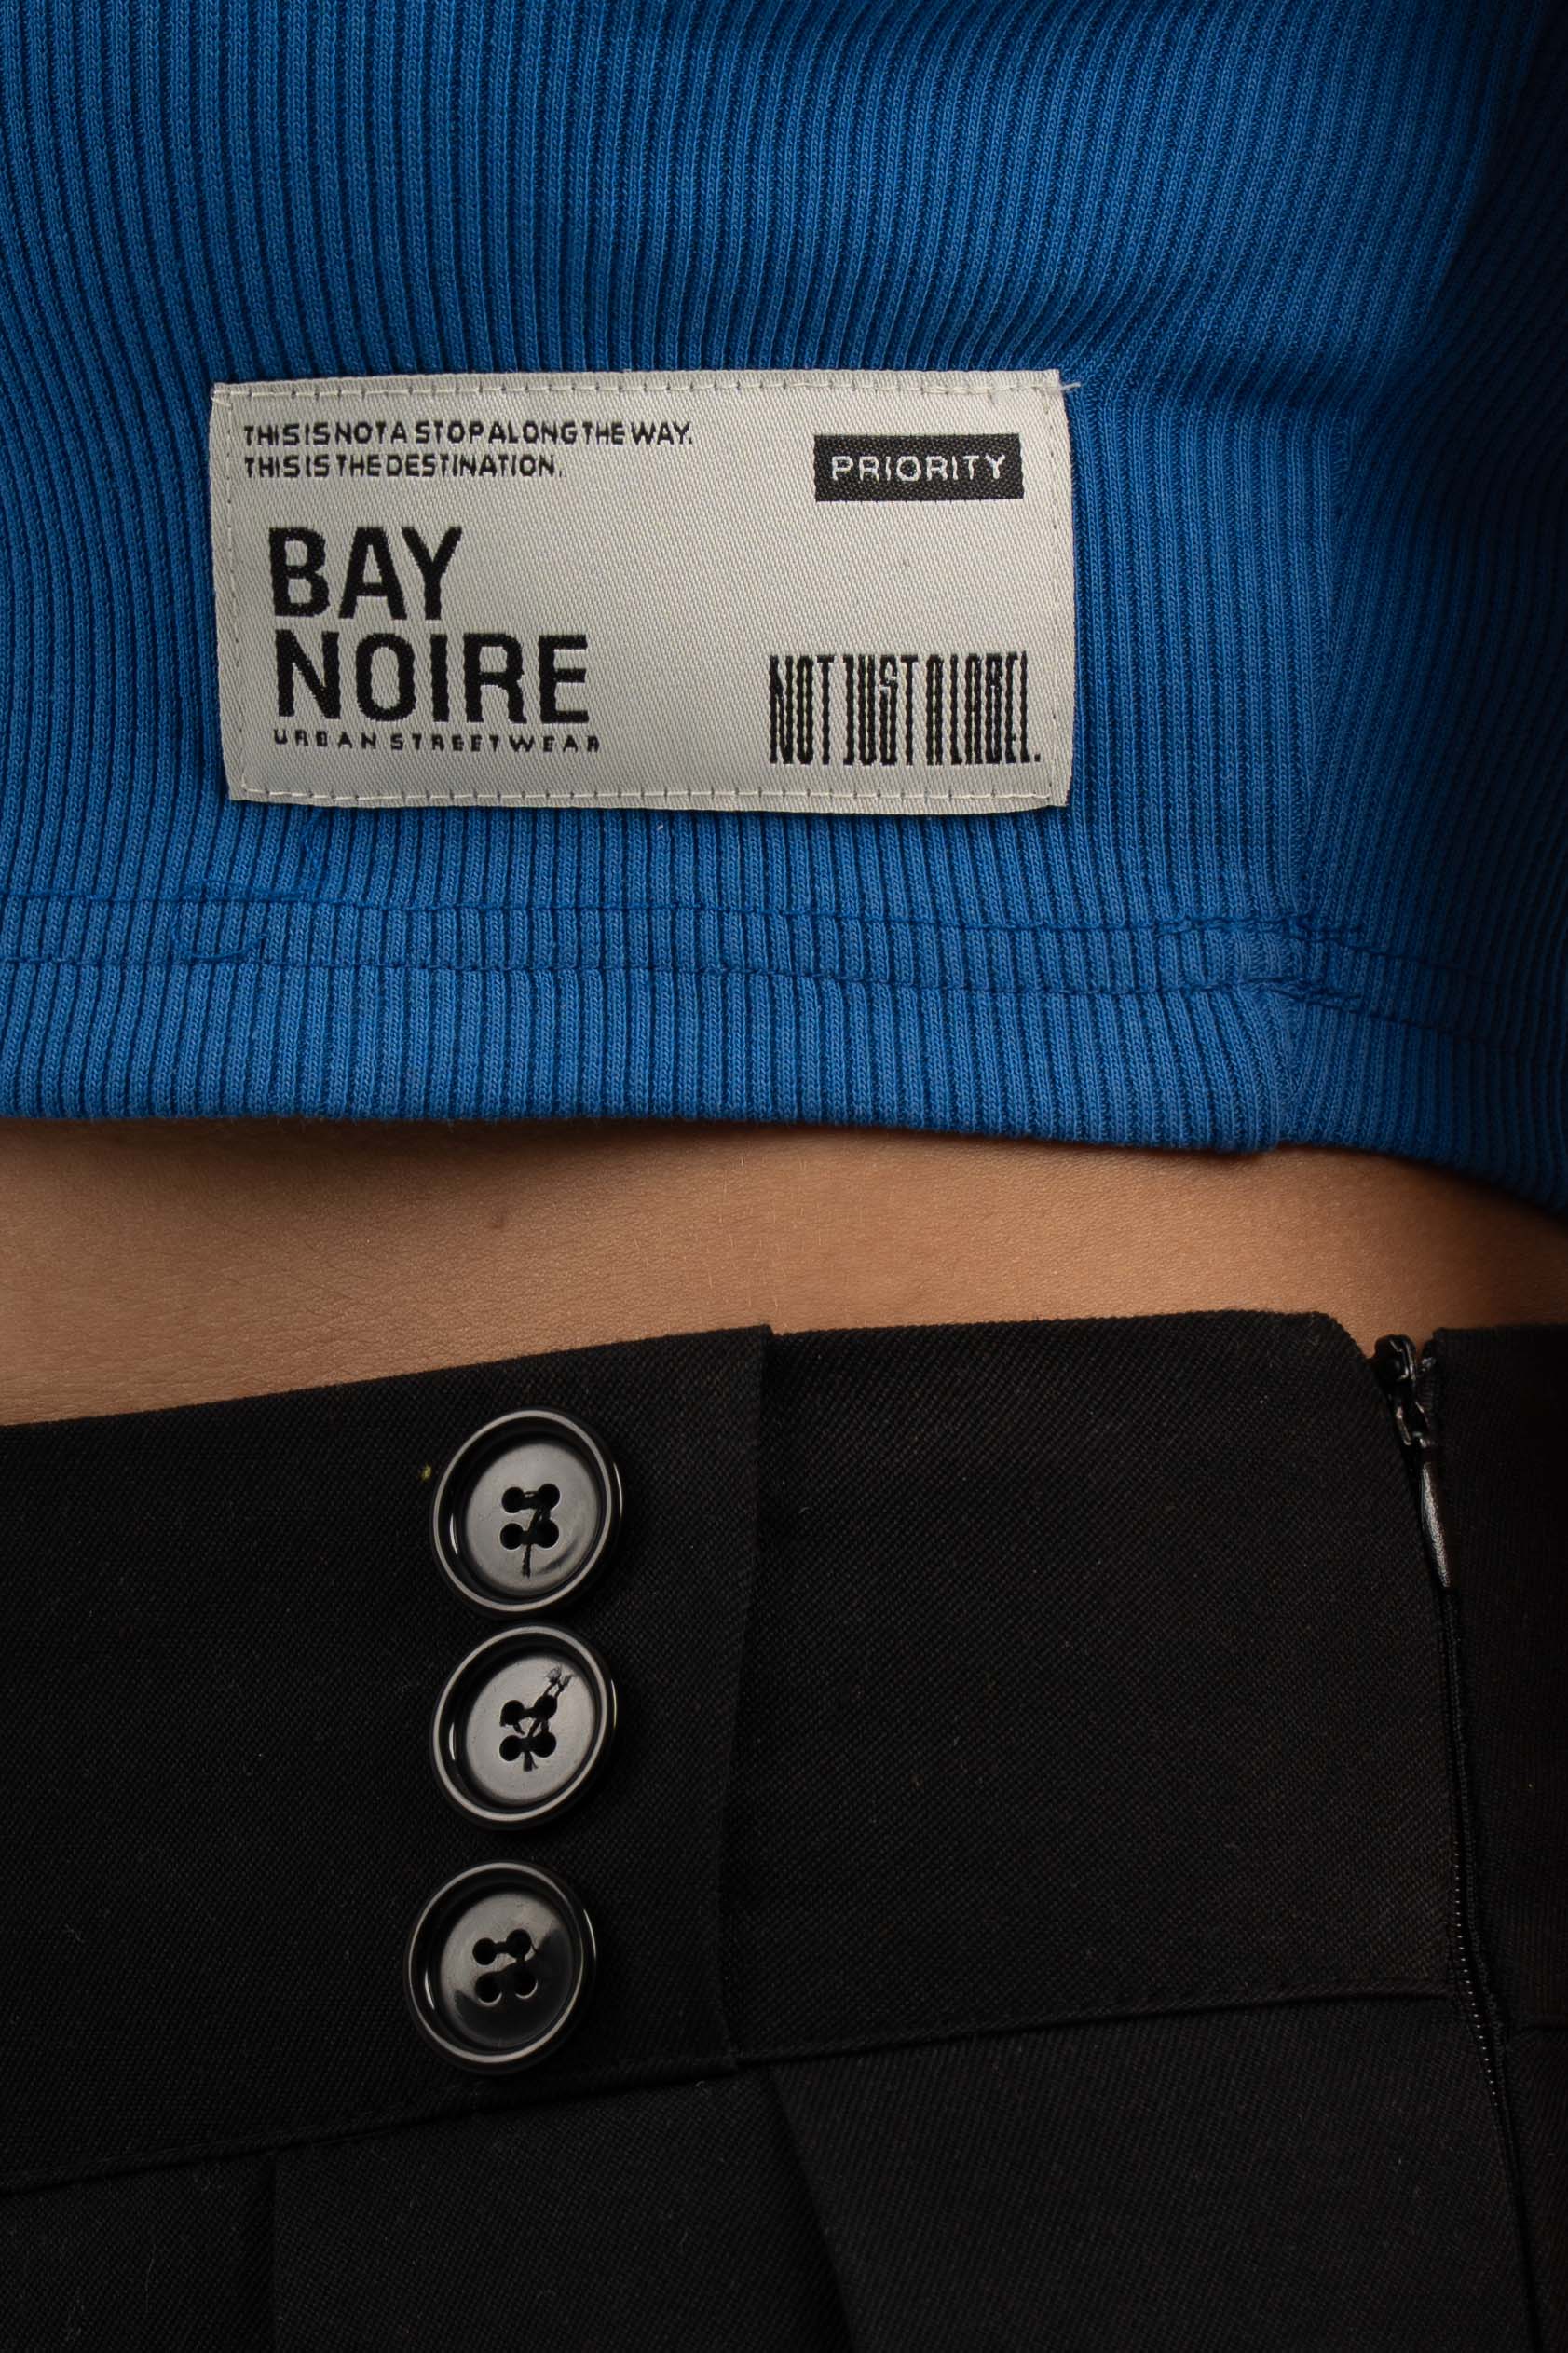 THIS IS NOT A STOP ALONG THE WAY.
THIS IS THE DESTINATION.
PRIORITY
BAY
NOIRE
URBAN STREETWEAR
NOT JUST A LABEL.